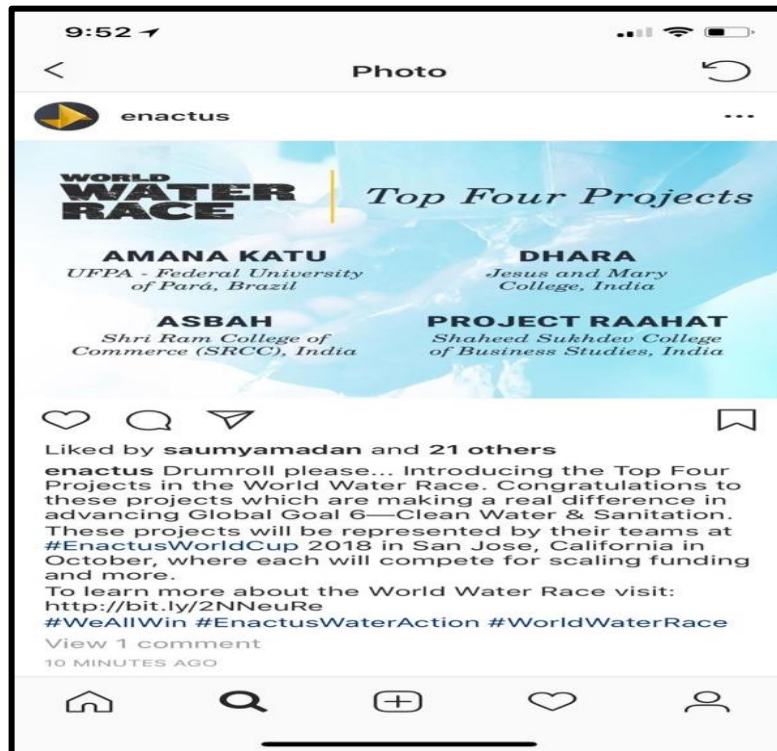 9:52
Photo
enactus
WORLD
WATER
RACE
Top Four Projects
AMANA KATU
UFPA - Federal University
of Pará, Brazil
DHARA
Jesus and Mary
College, India
ASBAH
Shri Ram College of
Commerce (SRCC), India
PROJECT RAAHAT
Shaheed Sukhdev College
of Business Studies, India
Liked by saumyamadan and 21 others
enactus Drumroll please... Introducing the Top Four
Projects in the World Water Race. Congratulations to
these projects which are making a real difference in
advancing Global Goal 6—Clean Water & Sanitation.
These projects will be represented by their teams at
#EnactusWorldCup 2018 in San Jose, California in
October, where each will compete for scaling funding
and more.
To learn more about the World Water Race visit:
http://bit.ly/2NNeuRe
#WeAllWin #EnactusWaterAction #WorldWaterRace
View 1 comment
10 MINUTES AGO